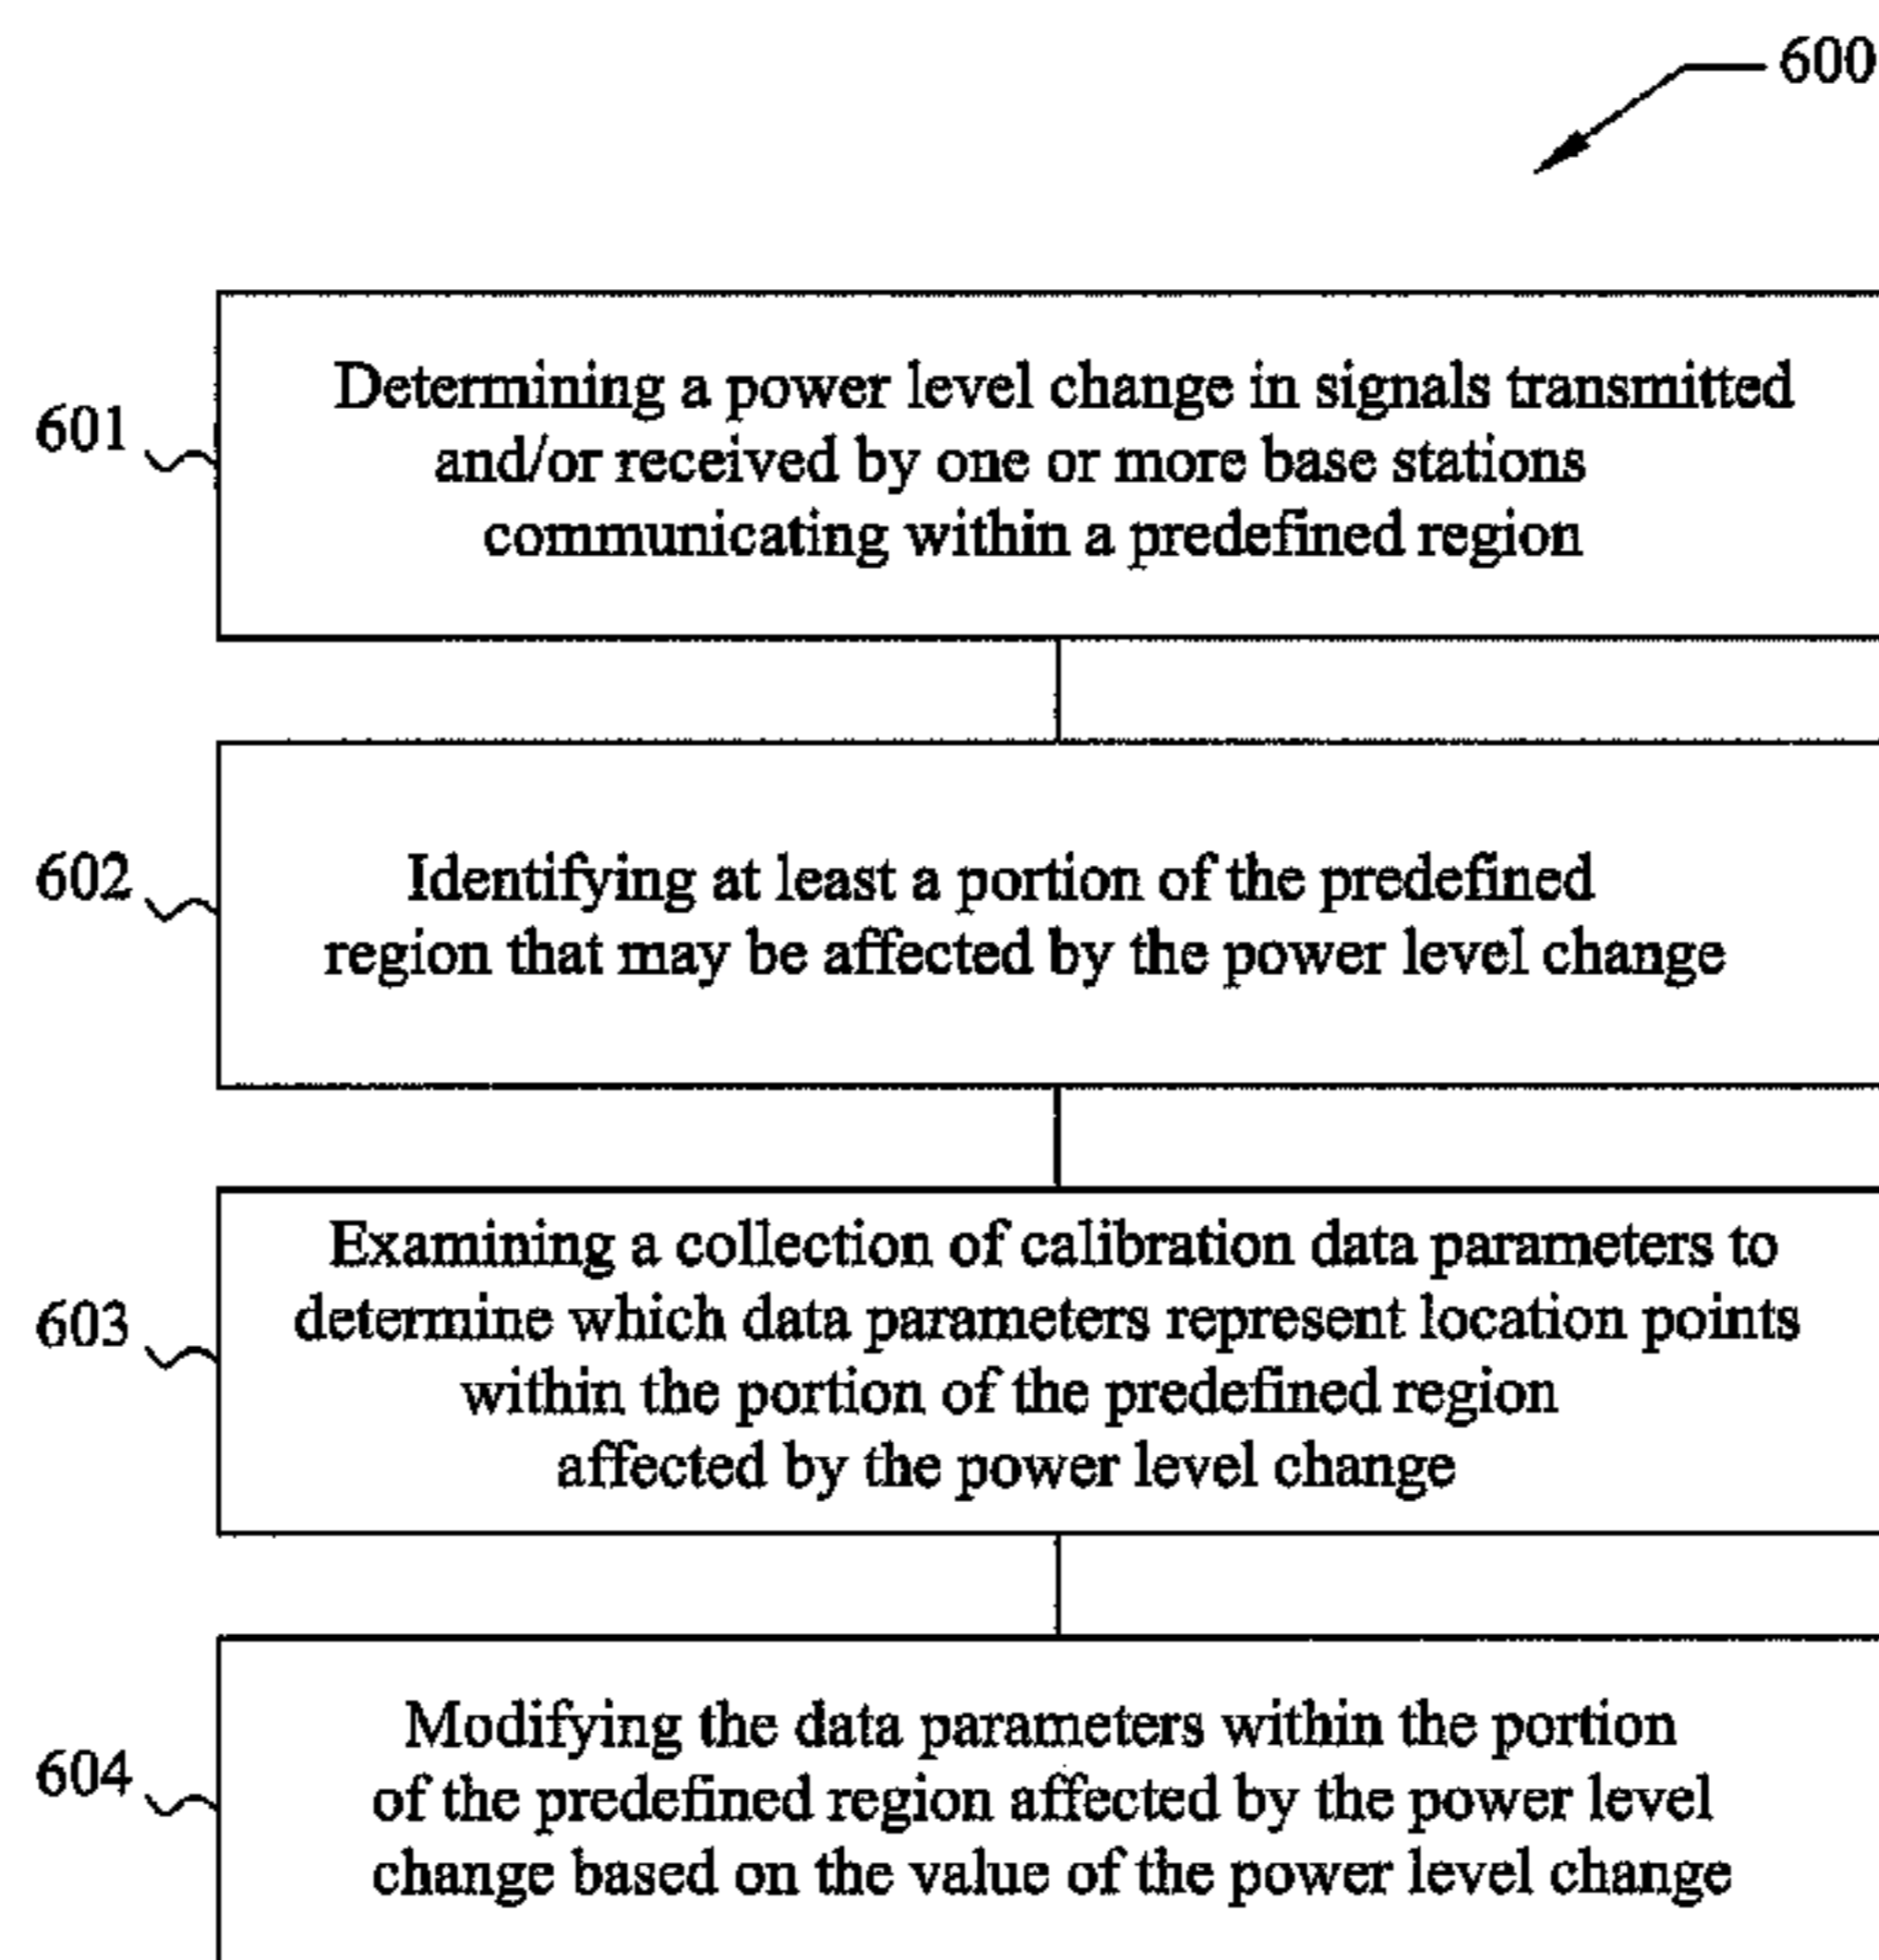 600
601
Determining a power level change in signals transmitted
and/or received by one or more base stations
communicating within a predefined region
602
Identifying at least a portion of the predefined
region that may be affected by the power level change
603
Examining a collection of calibration data parameters to
determine which data parameters represent location points
within the portion of the predefined region
affected by the power level change
604
Modifying the data parameters within the portion
of the predefined region affected by the power level
change based on the value of the power level change